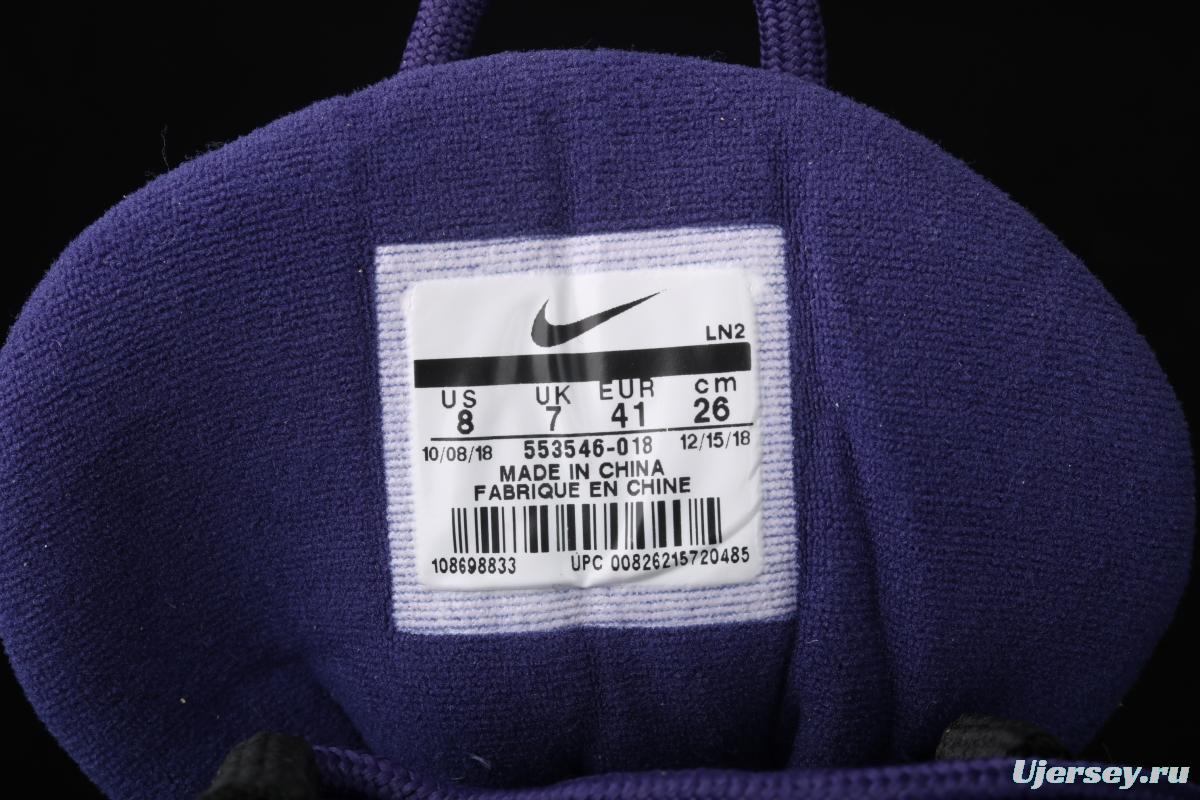 LN2
US UK EUR cm
8 7 41 26
10/08/18 553546-018 12/15/18
MADE IN CHINA
FABRIQUE EN CHINE
108698833 UPC 00826215720485
Ujersey.ru